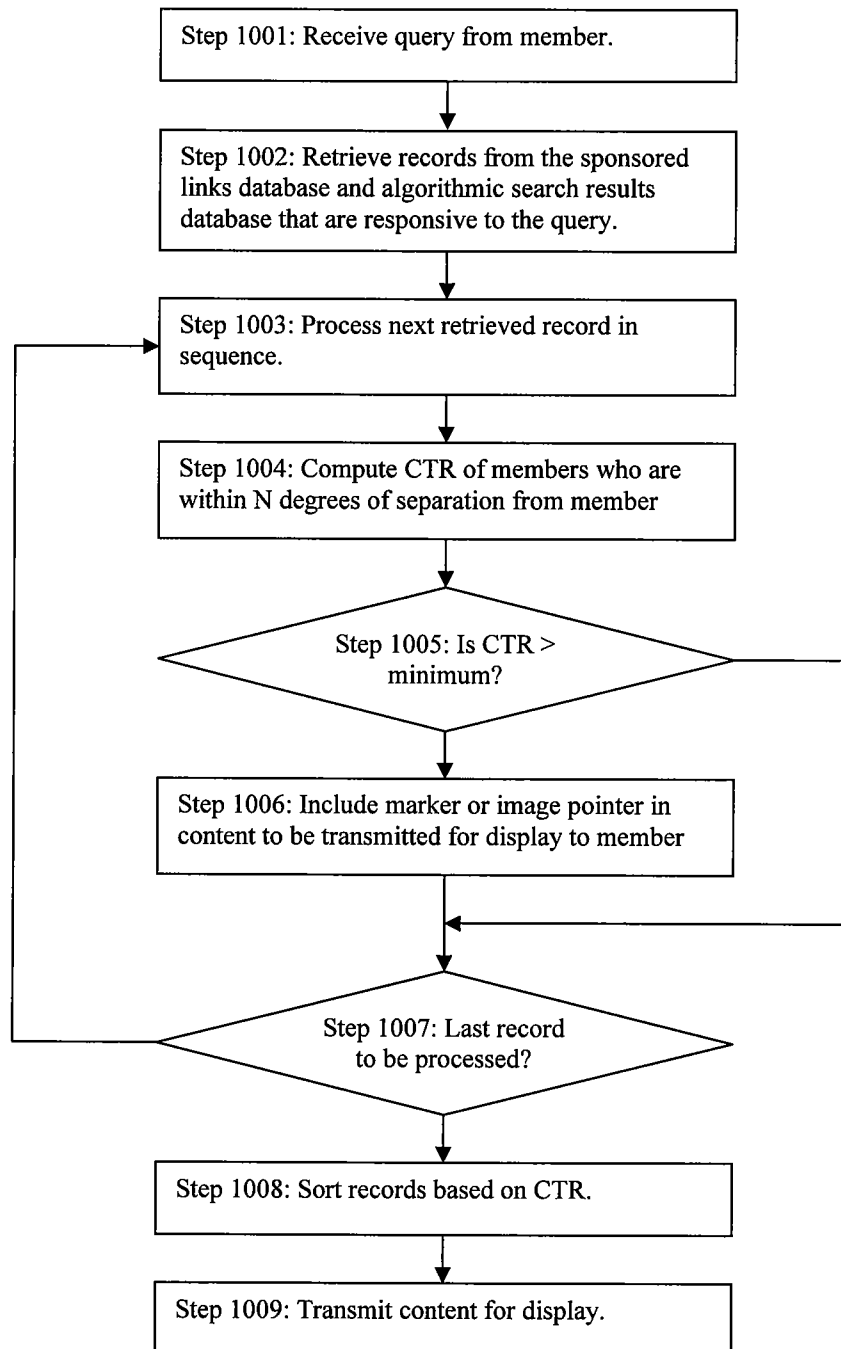 Step 1001: Receive query from member.
Step 1002: Retrieve records from the sponsored
links database and algorithmic search results
database that are responsive to the query.
Step 1003: Process next retrieved record in
sequence.
Step 1004: Compute CTR of members who are
within N degrees of separation from member
Step 1005: Is CTR >
minimum?
Step 1006: Include marker or image pointer in
content to be transmitted for display to member
Step 1007: Last record
to be processed?
Step 1008: Sort records based on CTR.
Step 1009: Transmit content for display.